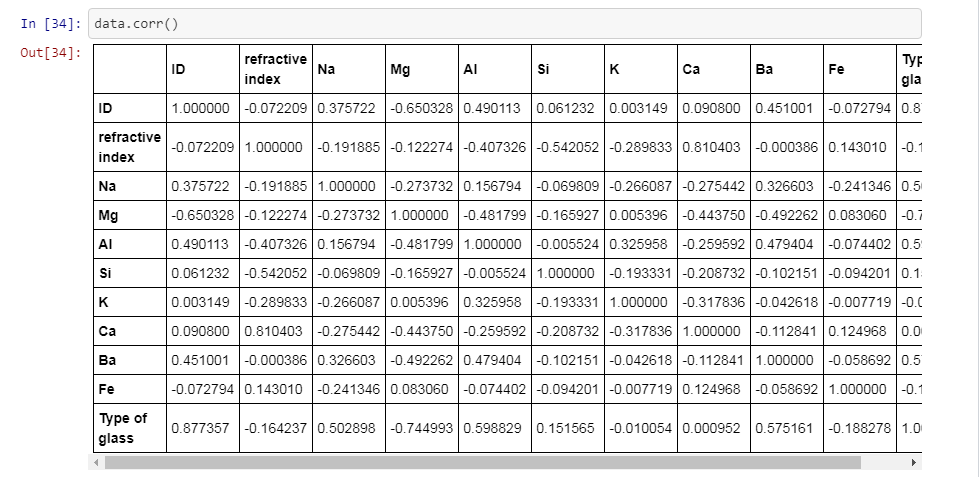 In [34]: data.corr()
Out[34]:
ID refractive index Na Mg Al Si K Ca Ba Fe
ID 1.000000 -0.072209 0.375722 -0.650328 0.490113 0.061232 0.003149 0.090800 0.451001 -0.072794
refractive index -0.072209 1.000000 -0.191885 -0.122274 -0.407326 -0.542052 -0.289833 0.810403 -0.000386 0.143010
Na 0.375722 -0.191885 1.000000 -0.273732 0.156794 -0.069809 -0.266087 -0.275442 0.326603 -0.241346
Mg -0.650328 -0.122274 -0.273732 1.000000 -0.481799 -0.165927 0.005396 -0.443750 -0.492262 0.083060
Al 0.490113 -0.407326 0.156794 -0.481799 1.000000 -0.005524 0.325958 -0.259592 0.479404 -0.074402
Si 0.061232 -0.542052 -0.069809 -0.165927 -0.005524 1.000000 -0.193331 -0.208732 -0.102151 -0.094201
K 0.003149 -0.289833 -0.266087 0.005396 0.325958 -0.193331 1.000000 -0.317836 -0.042618 -0.007719
Ca 0.090800 0.810403 -0.275442 -0.443750 -0.259592 -0.208732 -0.317836 1.000000 -0.112841 0.124968
Ba 0.451001 -0.000386 0.326603 -0.492262 0.479404 -0.102151 -0.042618 -0.112841 1.000000 -0.058692
Fe -0.072794 0.143010 -0.241346 0.083060 -0.074402 -0.094201 -0.007719 0.124968 -0.058692 1.000000
Type of glass 0.877357 -0.164237 0.502898 -0.744993 0.598829 0.151565 -0.010054 0.000952 0.575161 -0.188278